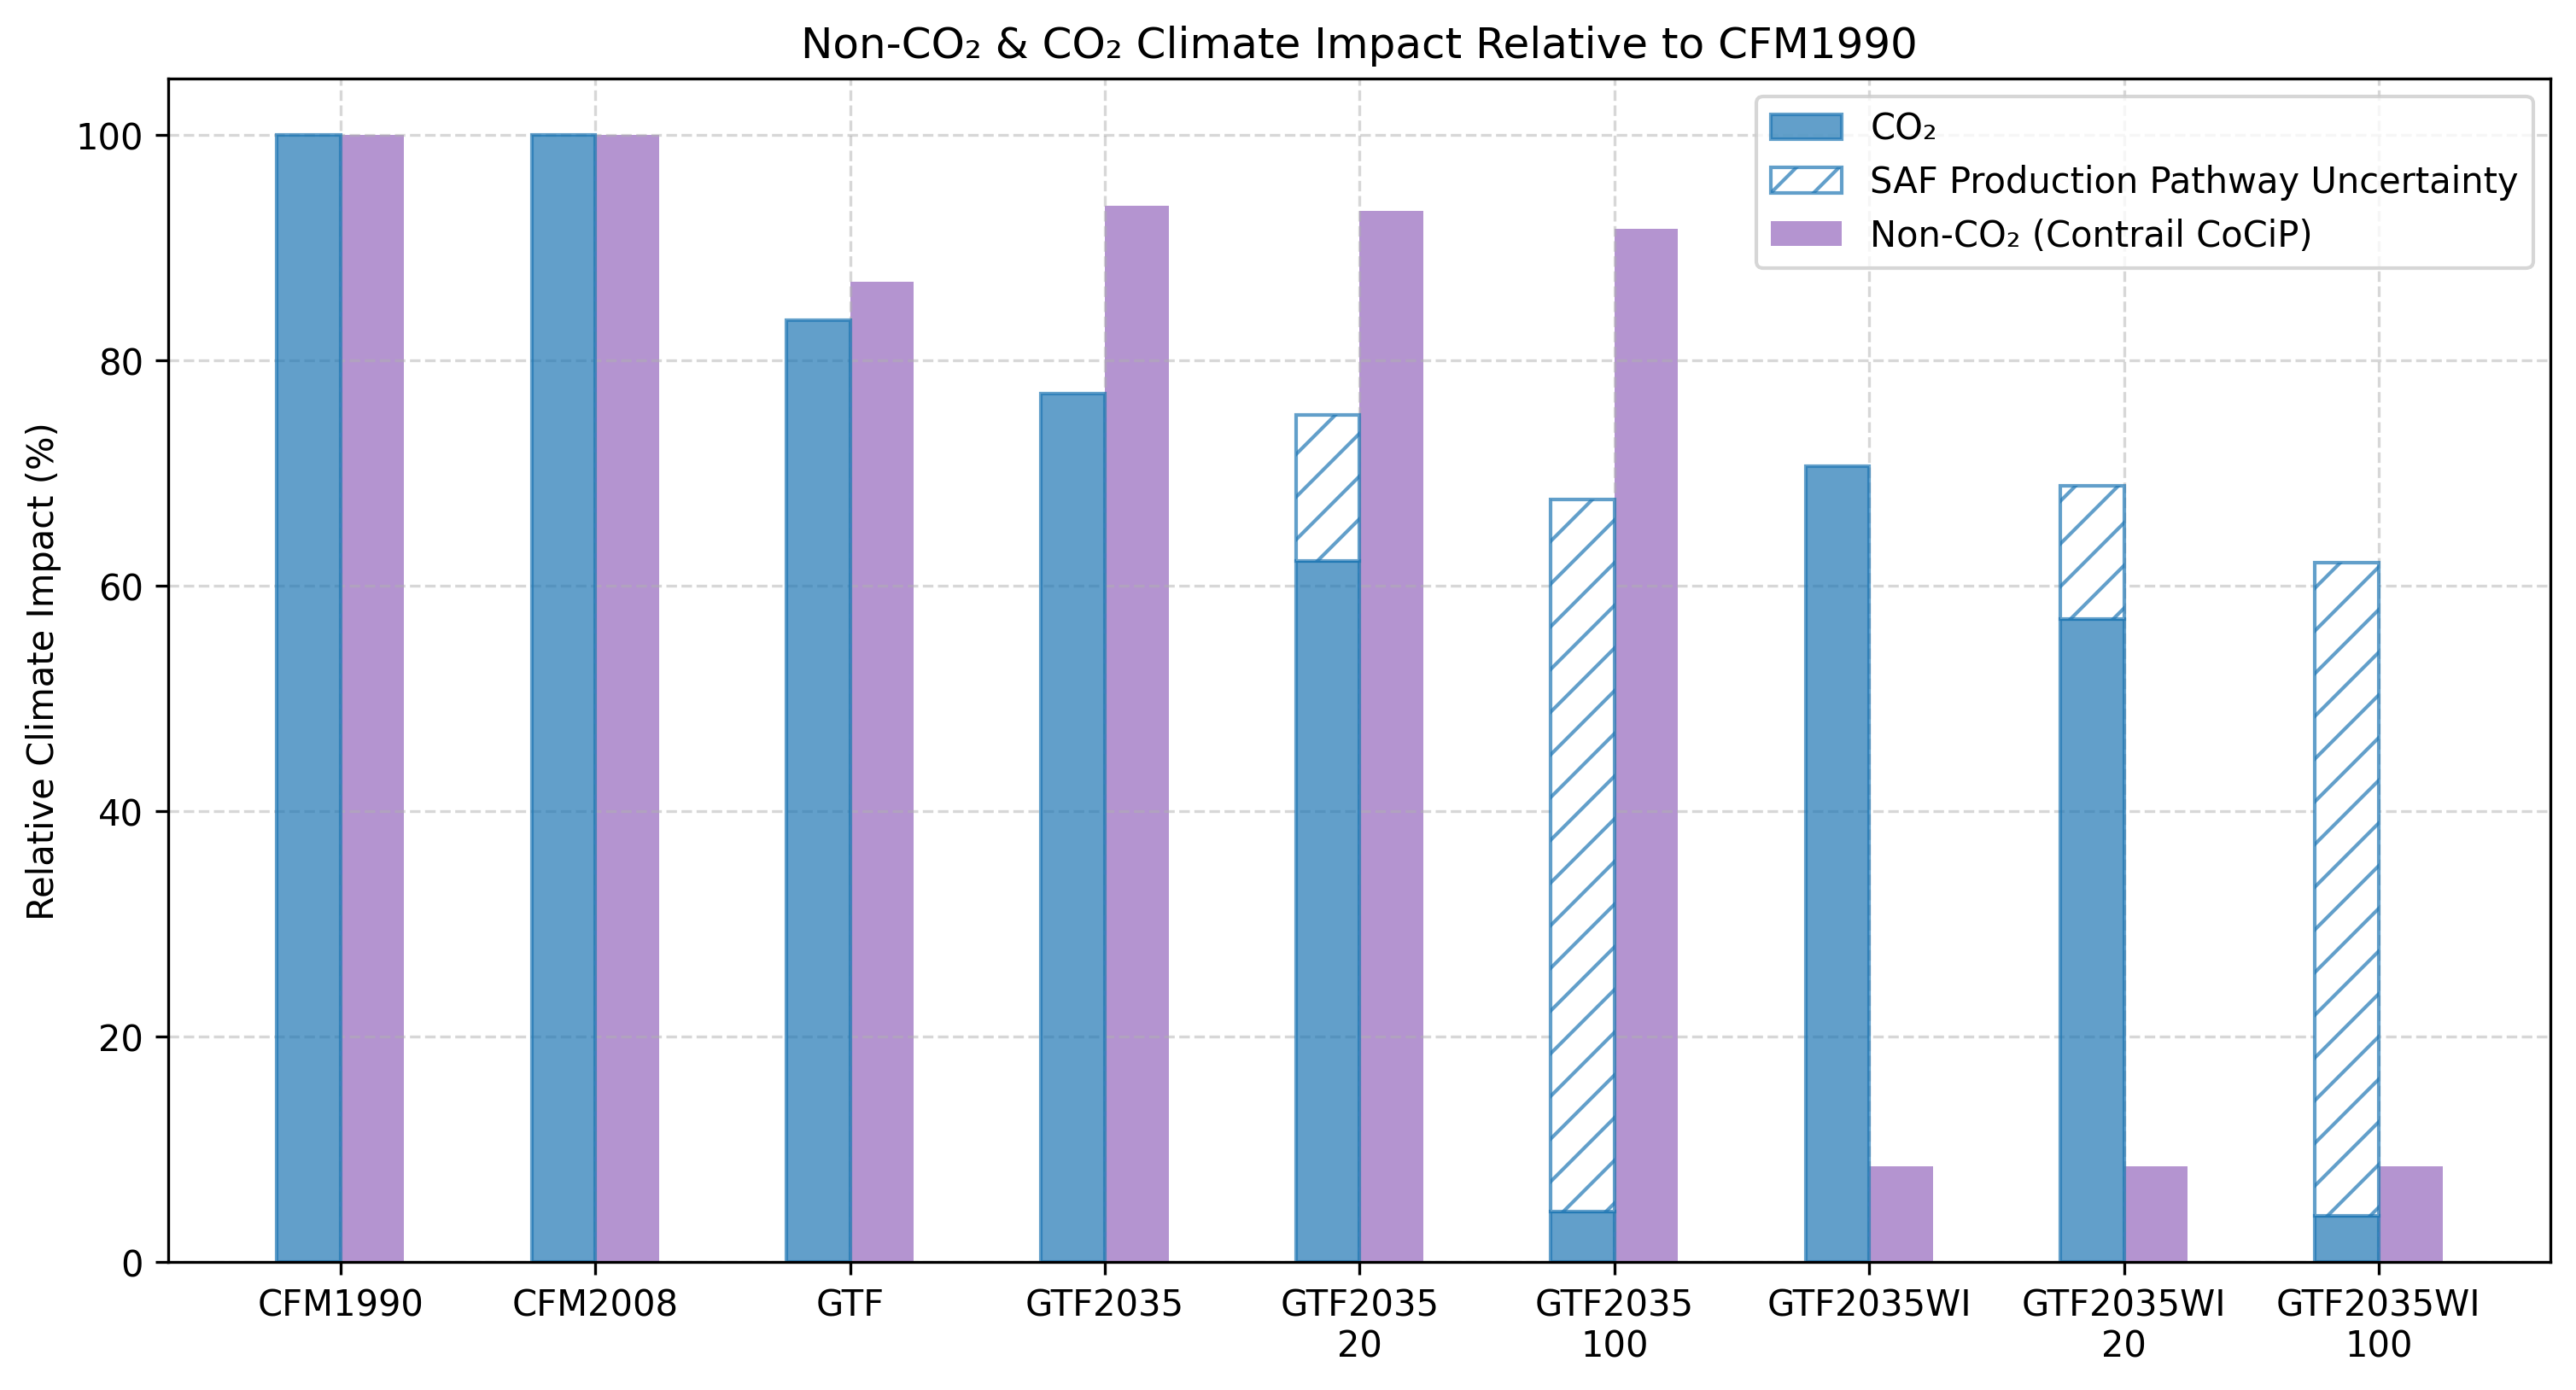 Non-CO₂ & CO₂ Climate Impact Relative to CFM1990
CO₂
SAF Production Pathway Uncertainty
Non-CO₂ (Contrail CoCiP)
Relative Climate Impact (%)
100
80
60
40
20
0
CFM1990 CFM2008 GTF GTF2035 GTF2035 GTF2035 GTF2035WI GTF2035WI GTF2035WI
20 100 20 100